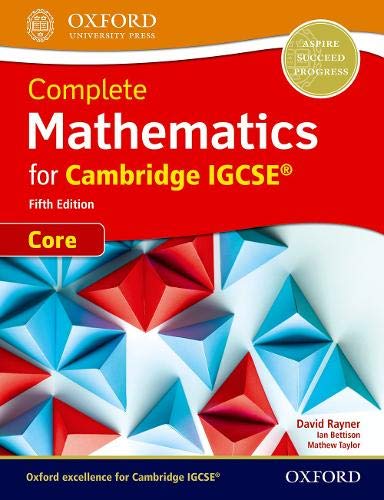 OXFORD
UNIVERSITY PRESS
ASPIRE
SUCCEED
PROGRESS
Complete
Mathematics
for Cambridge IGCSE®
Fifth Edition
Core
David Rayner
Ian Bettison
Mathew Taylor
Oxford excellence for Cambridge IGCSE®
OXFORD